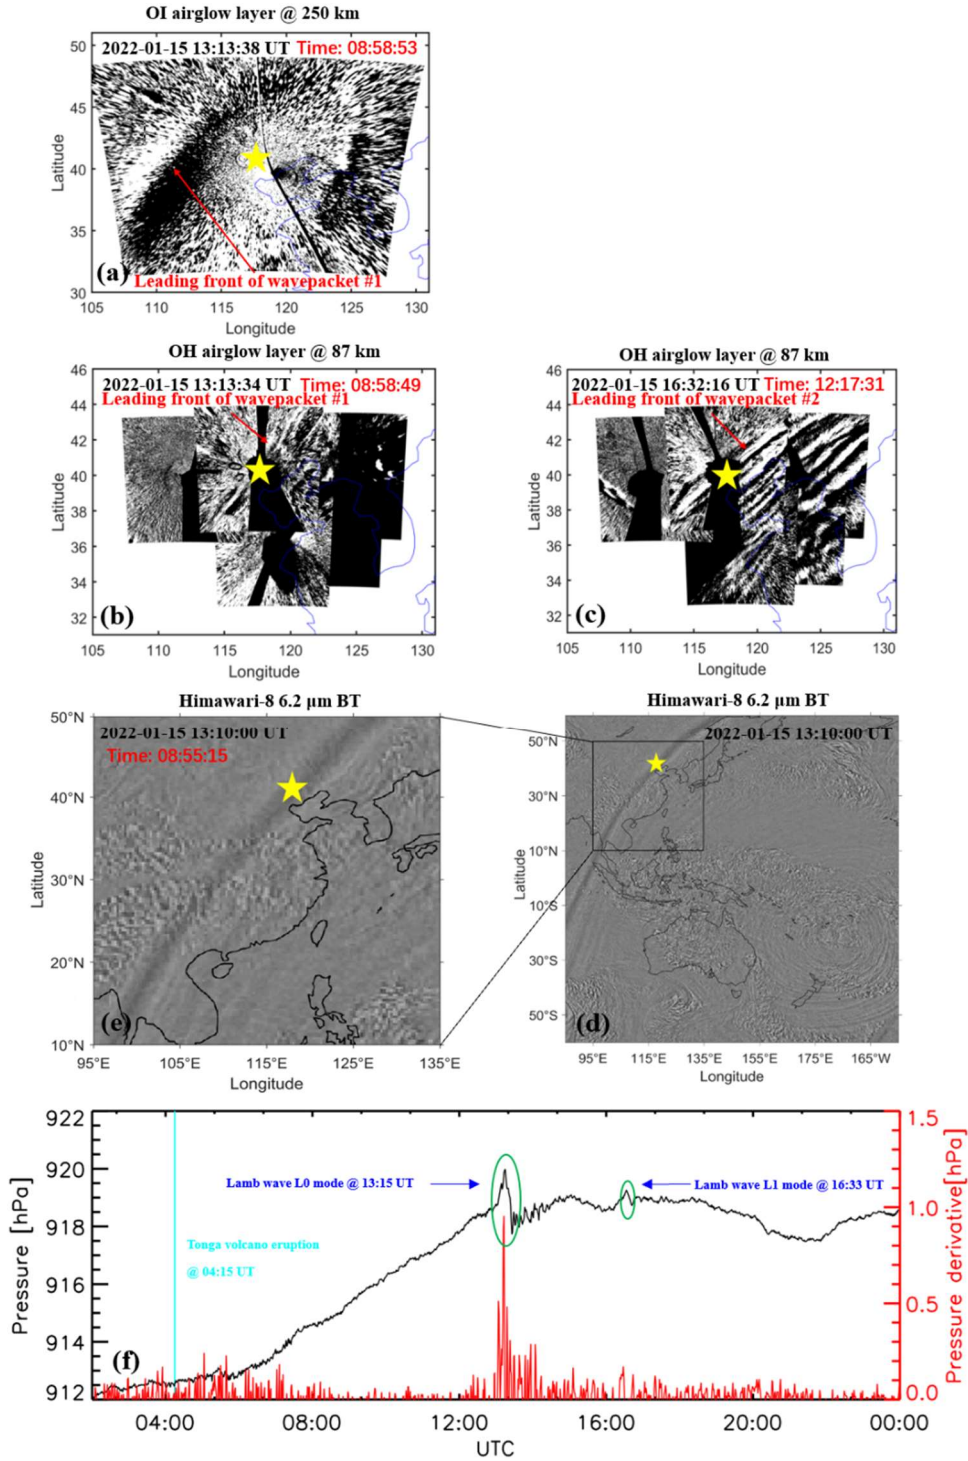 OI airglow layer @ 250 km
2022-01-15 13:13:38 UT Time: 08:58:53
50
45
40
35
30
Latitude
(a)
Leading front of wavepacket #1
105 110 115 120 125 130
Longitude
OH airglow layer @ 87 km
2022-01-15 13:13:34 UT Time: 08:58:49
Leading front of wavepacket #1
46
44
42
40
38
36
34
32
Latitude
(b)
105 110 115 120 125 130
Longitude
OH airglow layer @ 87 km
2022-01-15 16:32:16 UT Time: 12:17:31
Leading front of wavepacket #2
46
44
42
40
38
36
34
32
Latitude
(c)
105 110 115 120 125 130
Longitude
Himawari-8 6.2 μm BT
2022-01-15 13:10:00 UT
Time: 08:55:15
50°N
40°N
30°N
20°N
10°N
Latitude
(e)
95°E 105°E 115°E 125°E 135°E
Longitude
Himawari-8 6.2 μm BT
2022-01-15 13:10:00 UT
50°N
30°N
10°N
10°S
30°S
50°S
Latitude
(d)
95°E 115°E 135°E 155°E 175°E 165°W
Longitude
922
920
918
916
914
912
Pressure [hPa]
Lamb wave L0 mode @ 13:15 UT
Lamb wave L1 mode @ 16:33 UT
Tonga volcano eruption
@ 04:15 UT
(f)
1.5
1.0
0.5
0.0
Pressure derivative[hPa]
04:00 08:00 12:00 16:00 20:00 00:00
UTC